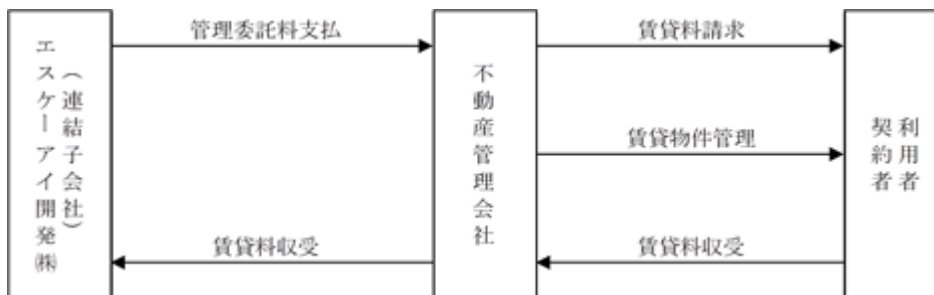 エスケーアイ開発㈱
(連結子会社)
管理委託料支払
賃貸料収受
不動産管理会社
賃貸料請求
賃貸物件管理
賃貸料収受
利用者
契約者